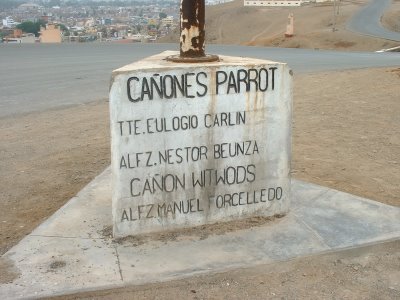 CAÑONES PARROT
TTE. EULOGIO CARLIN
ALFZ. NESTOR BEUNZA
CAÑON WITWODS
ALFZ. MANUEL FORCELLEDO